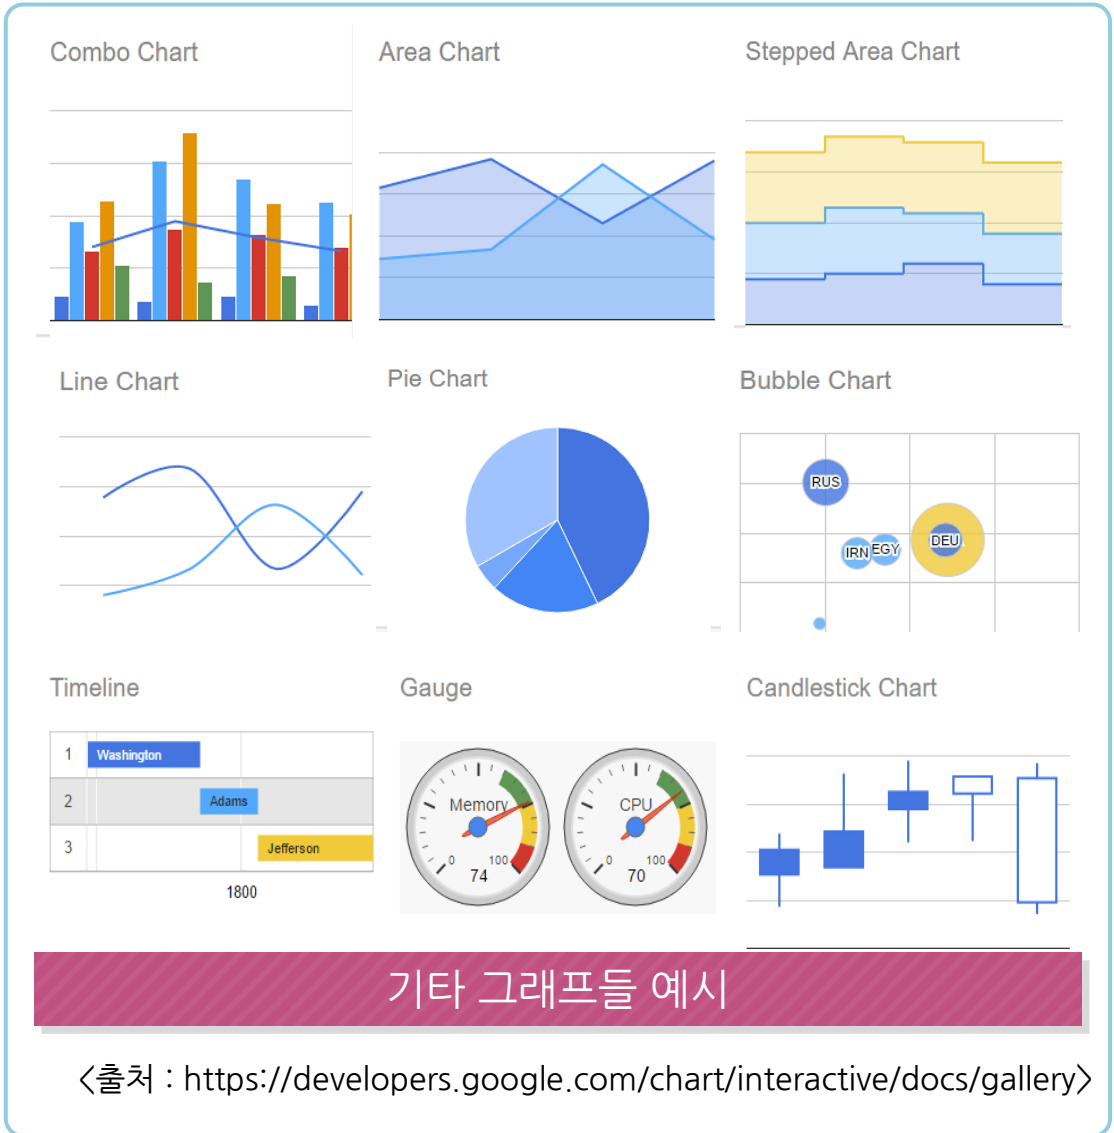 Combo Chart
Area Chart
Stepped Area Chart
Line Chart
Pie Chart
Bubble Chart
RUS
IRN
EGY
DEU
Timeline
Gauge
Candlestick Chart
1 Washington
2 Adams
3 Jefferson
1800
Memory
0 100
74
CPU
0 100
70
기타 그래프들 예시
<출처 : https://developers.google.com/chart/interactive/docs/gallery>